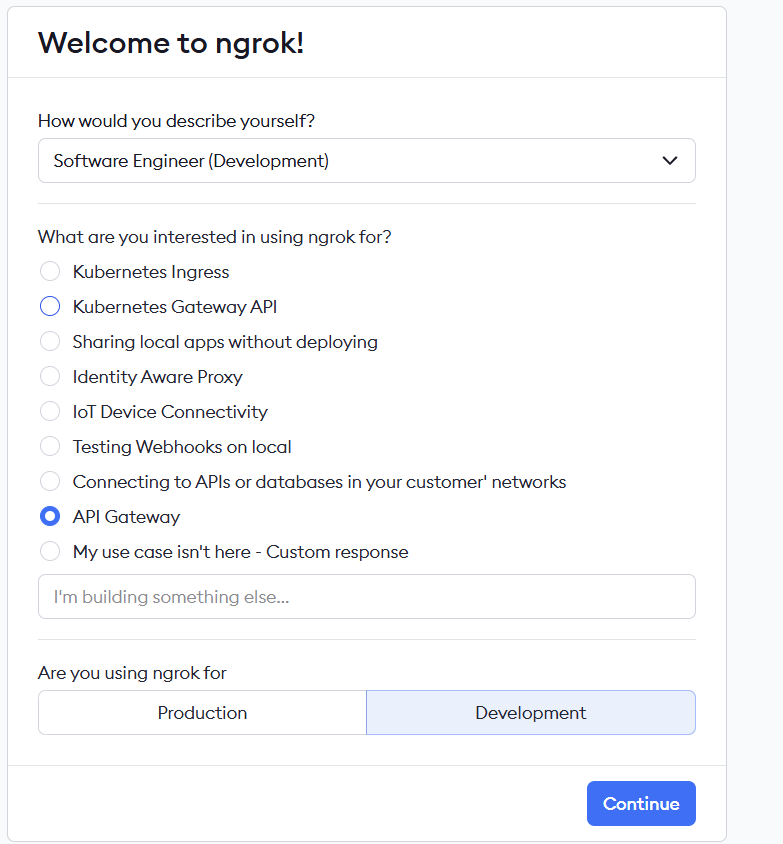 Welcome to ngrok!
How would you describe yourself?
Software Engineer (Development)
What are you interested in using ngrok for?
Kubernetes Ingress
Kubernetes Gateway API
Sharing local apps without deploying
Identity Aware Proxy
IoT Device Connectivity
Testing Webhooks on local
Connecting to APIs or databases in your customer' networks
API Gateway
My use case isn't here - Custom response
I'm building something else...
Are you using ngrok for
Production Development
Continue